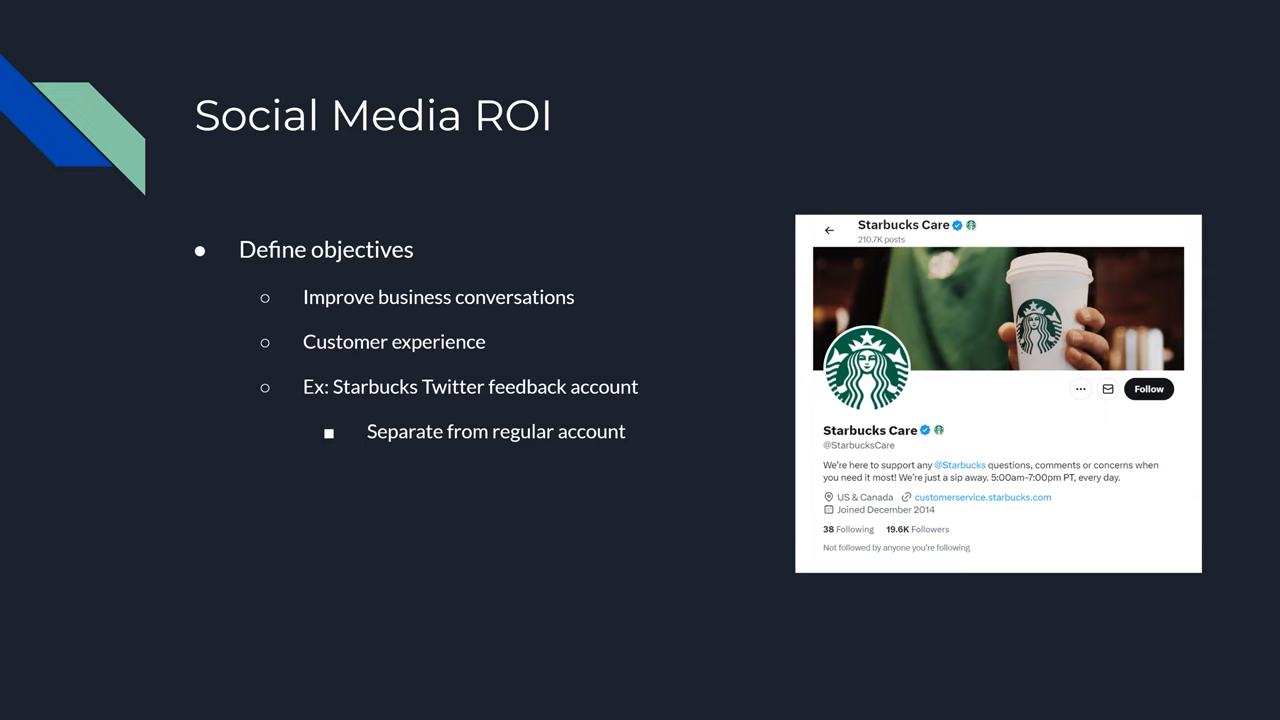 Social Media ROI
● Define objectives
○ Improve business conversations
○ Customer experience
○ Ex: Starbucks Twitter feedback account
■ Separate from regular account
Starbucks Care
210.7K posts
Follow
Starbucks Care
@StarbucksCare
We're here to support any @Starbucks questions, comments or concerns when
you need it most! We're just a sip away. 5:00am-7:00pm PT, every day.
US & Canada customerservice.starbucks.com
Joined December 2014
38 Following 19.6K Followers
Not followed by anyone you're following